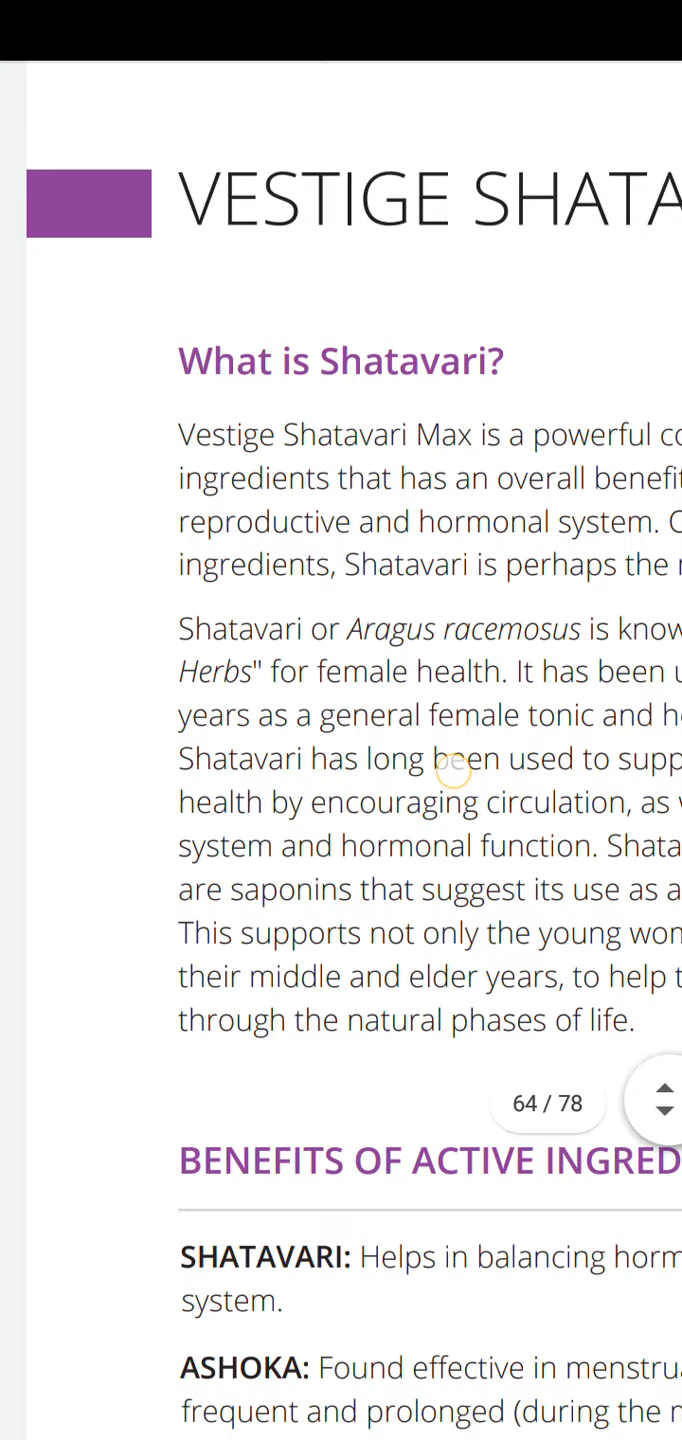 VESTIGE SHATA
What is Shatavari?
Vestige Shatavari Max is a powerful co
ingredients that has an overall benefit
reproductive and hormonal system. O
ingredients, Shatavari is perhaps the
Shatavari or Aragus racemosus is know
Herbs" for female health. It has been u
years as a general female tonic and he
Shatavari has long been used to supp
health by encouraging circulation, as
system and hormonal function. Shata
are saponins that suggest its use as a
This supports not only the young wom
their middle and elder years, to help t
through the natural phases of life.
64 / 78
BENEFITS OF ACTIVE INGRED
SHATAVARI: Helps in balancing horm
system.
ASHOKA: Found effective in menstrua
frequent and prolonged (during the